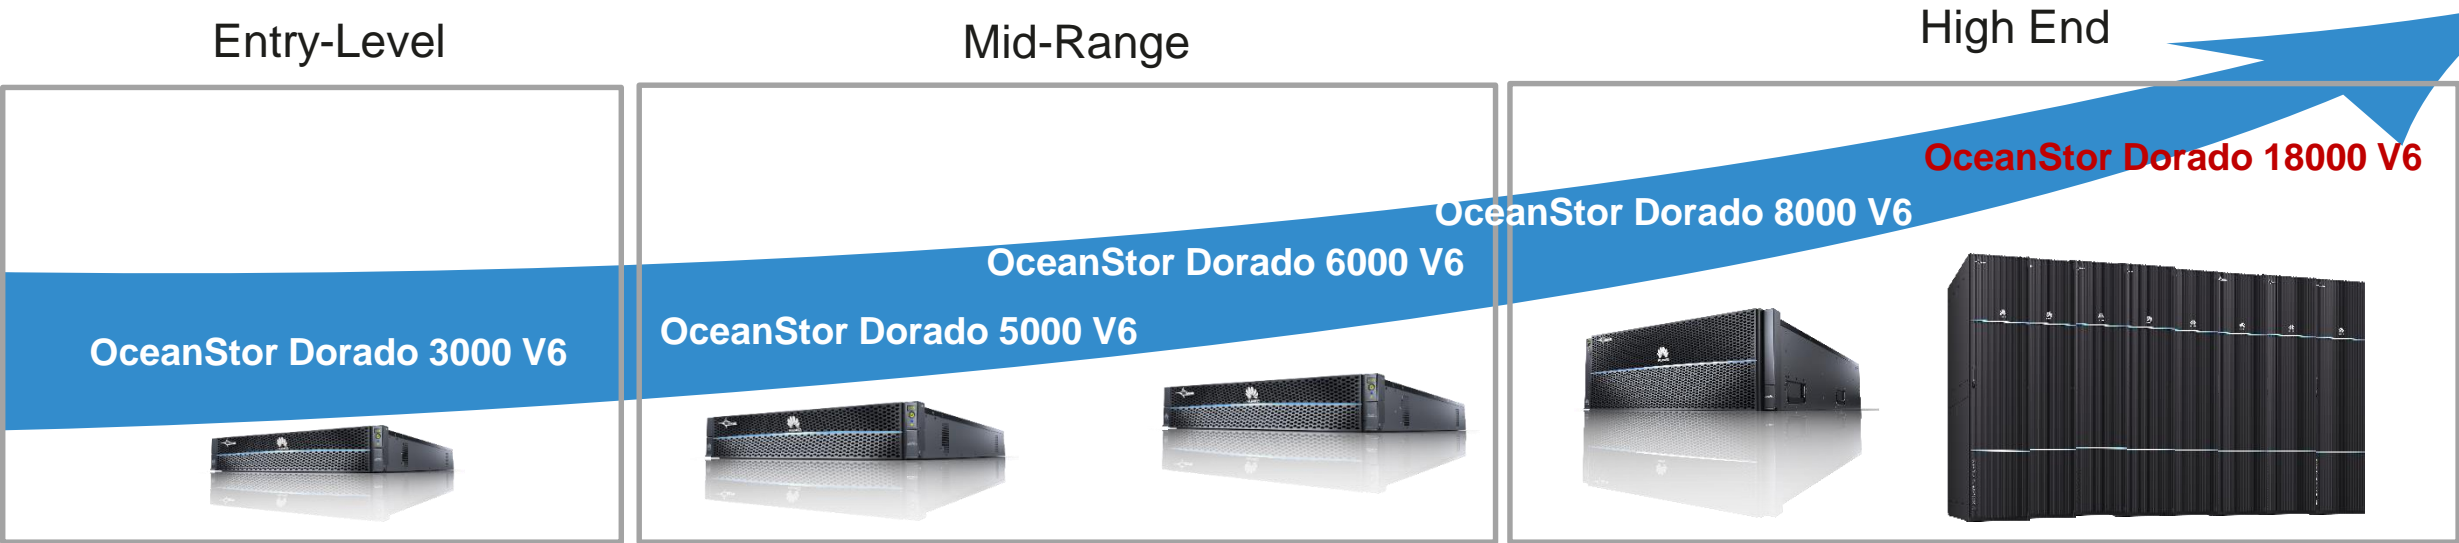 Entry-Level
Mid-Range
High End
OceanStor Dorado 3000 V6
OceanStor Dorado 5000 V6
OceanStor Dorado 6000 V6
OceanStor Dorado 8000 V6
OceanStor Dorado 18000 V6